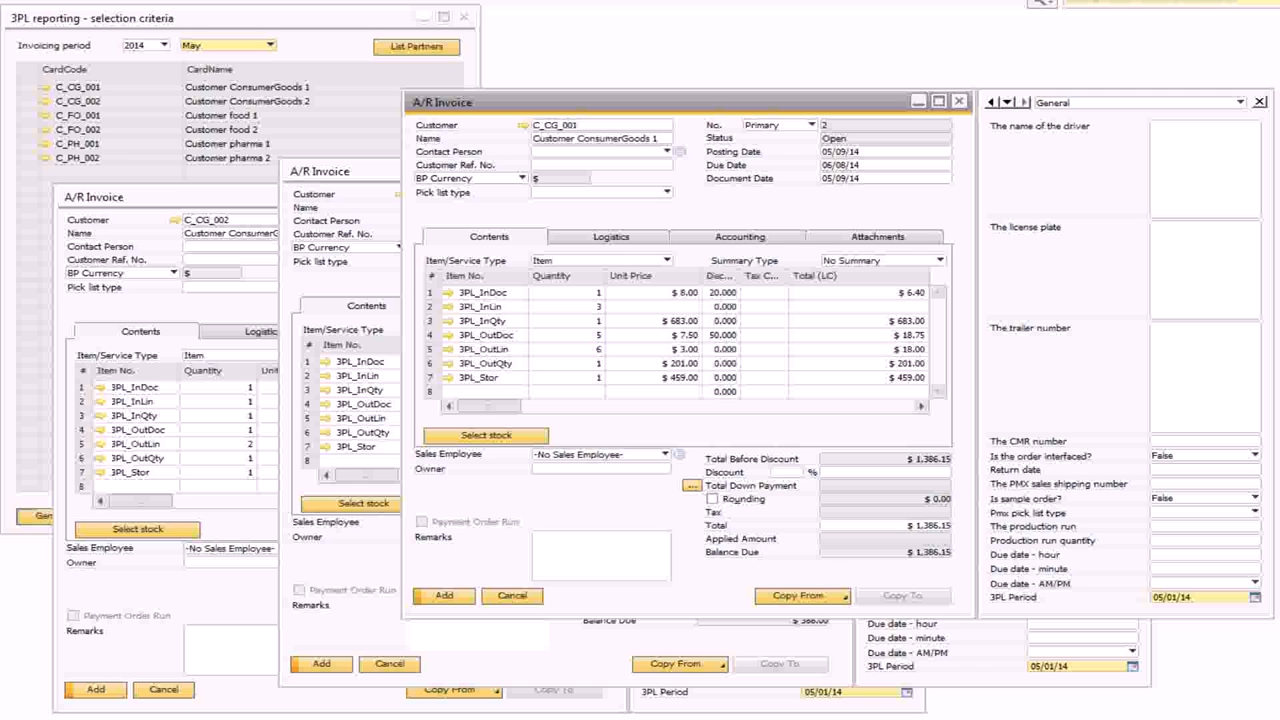 3PL reporting - selection criteria
Invoicing period 2014 May List Partners
CardCode CardName
C_CG_001 Customer ConsumerGoods 1
C_CG_002 Customer ConsumerGoods 2
C_FO_001 Customer food 1
C_FO_002 Customer food 2
C_PH_001 Customer pharma 1
C_PH_002 Customer pharma 2
A/R Invoice
Customer C_CG_002
Name Customer ConsumerG
Contact Person
Customer Ref. No.
BP Currency $
Pick list type
Contents Logistic
Item/Service Type Item
# Item No. Quantity Uni
1 3PL_InDoc 1
2 3PL_InLin 1
3 3PL_InQty 1
4 3PL_OutDoc 1
5 3PL_OutLin 2
6 3PL_OutQty 1
7 3PL_Stor 1
8
Select stock
Sales Employee -No Sales Employee-
Owner
Payment Order Run
Remarks
Add Cancel Copy From Copy To
3PL Period 05/01/14
A/R Invoice
Customer
Name
Contact Person
Customer Ref. No.
BP Currency
Pick list type
Contents
Item/Service Type
# Item No.
1 3PL_InDoc
2 3PL_InLin
3 3PL_InQty
4 3PL_OutDoc
5 3PL_OutLin
6 3PL_OutQty
7 3PL_Stor
8
Select stock
Sales Employee
Owner
Payment Order Run
Remarks
Balance Due
Add Cancel Copy From Copy To
Due date - hour
Due date - minute
Due date - AM/PM
3PL Period 05/01/14
A/R Invoice
Customer C_CG_001 No. Primary 2
Name Customer ConsumerGoods 1 Status Open
Contact Person Posting Date 05/09/14
Customer Ref. No. Due Date 06/08/14
BP Currency $ Document Date 05/09/14
Pick list type
Contents Logistics Accounting Attachments
Item/Service Type Item Summary Type No Summary
# Item No. Quantity Unit Price Disc... Tax C... Total (LC)
1 3PL_InDoc 1 $ 8.00 20.000 $ 6.40
2 3PL_InLin 3 0.000
3 3PL_InQty 1 $ 683.00 0.000 $ 683.00
4 3PL_OutDoc 5 $ 7.50 50.000 $ 18.75
5 3PL_OutLin 6 $ 3.00 0.000 $ 18.00
6 3PL_OutQty 1 $ 201.00 0.000 $ 201.00
7 3PL_Stor 1 $ 459.00 0.000 $ 459.00
8 0.000
Select stock
Sales Employee -No Sales Employee- Total Before Discount $ 1,386.15
Owner Discount %
... Total Down Payment
Rounding $ 0.00
Payment Order Run Tax
Remarks Total $ 1,386.15
Applied Amount
Balance Due $ 1,386.15
Add Cancel Copy From Copy To
General
The name of the driver
The license plate
The trailer number
The CMR number
Is the order interfaced? False
Return date
The PMX sales shipping number
Is sample order? False
Pmx pick list type
The production run
Production run quantity
Due date - hour
Due date - minute
Due date - AM/PM
3PL Period 05/01/14